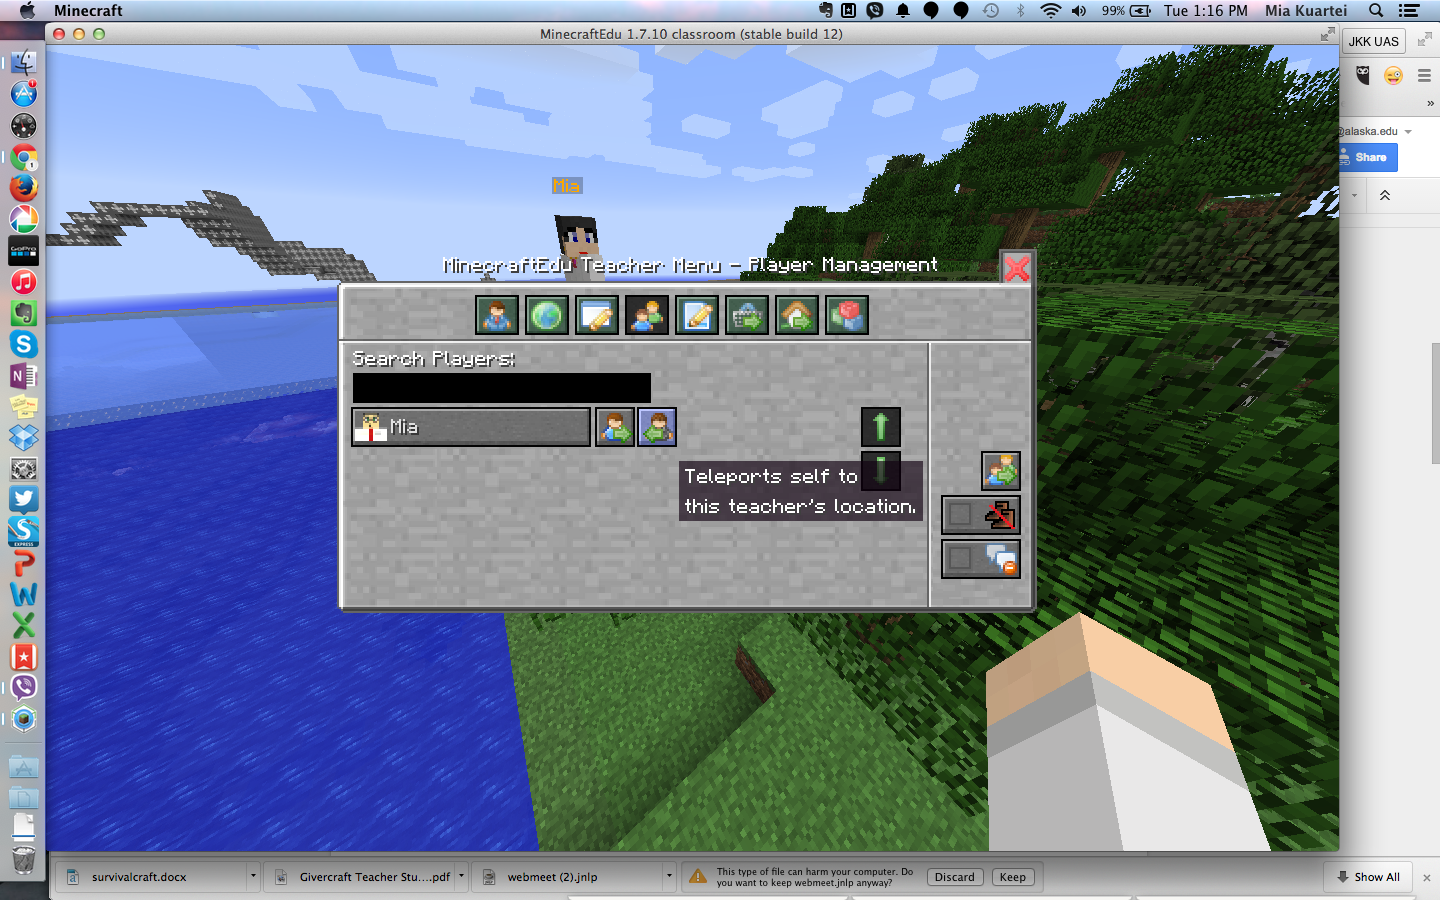 Minecraft
99%
Tue 1:16 PM
Mia Kuartei
MinecraftEdu 1.7.10 classroom (stable build 12)
JKK UAS
»
@alaska.edu
Share
Mia
MinecraftEdu Teacher Menu - Player Management
Search Players:
Mia
Teleports self to
this teacher's location.
GoPro
EXPRESS
survivalcraft.docx
Givercraft Teacher Stu....pdf
webmeet (2).jnlp
This type of file can harm your computer. Do
you want to keep webmeet.jnlp anyway?
Discard
Keep
Show All